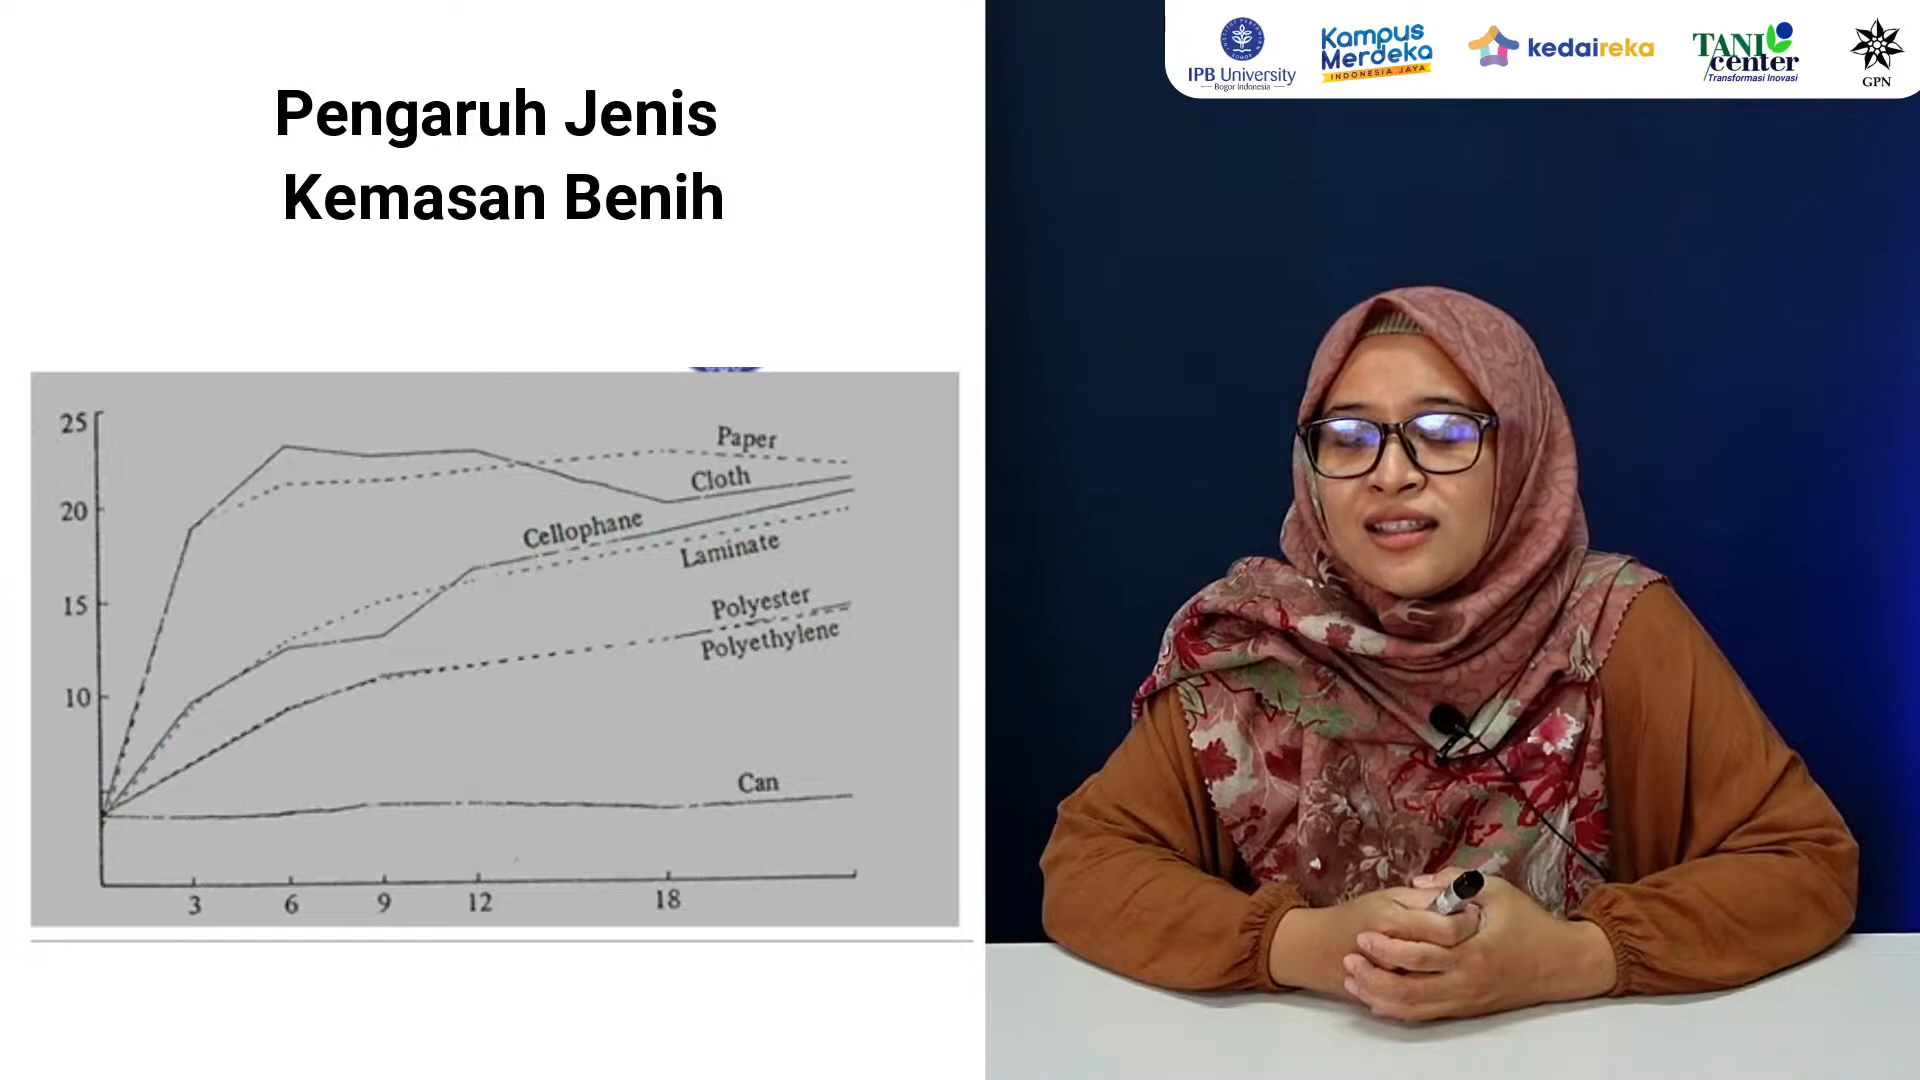 Pengaruh Jenis
Kemasan Benih
25
20
15
10
Paper
Cloth
Cellophane
Laminate
Polyester
Polyethylene
Can
3 6 9 12 18
IPB University
Bogor Indonesia
Kampus
Merdeka
INDONESIA JAYA
kedaireka
TANI
center
Transformasi Inovasi
GPN